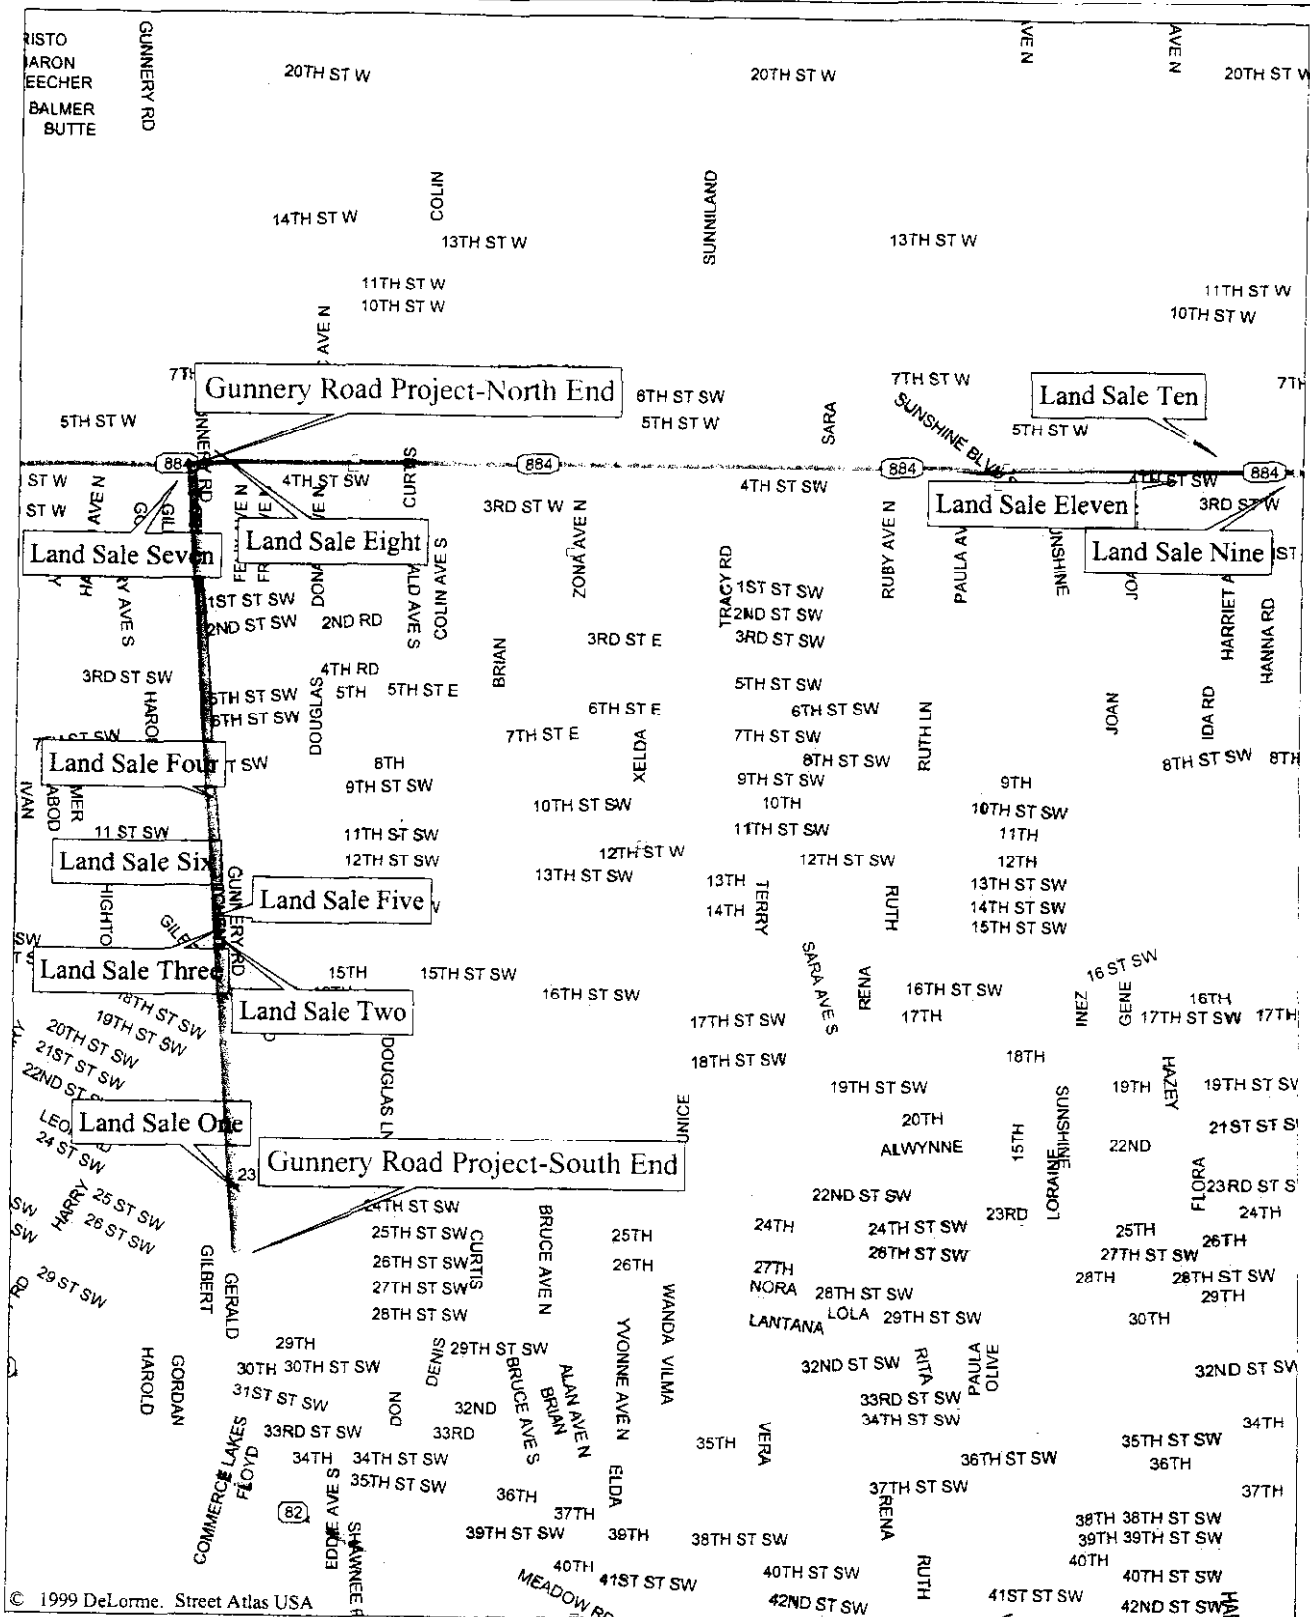 RISTO
IARON
EECHER
BALMER
BUTTE
GUNNERY RD
20TH ST W
20TH ST W
AVE N
AVE N
20TH ST W
COLIN
SUNNILAND
14TH ST W
13TH ST W
13TH ST W
11TH ST W
10TH ST W
11TH ST W
10TH ST W
AVE N
7TH
Gunnery Road Project-North End
6TH ST SW
5TH ST W
7TH ST W
Land Sale Ten
7TH
5TH ST W
SARA
SUNSHINE BLVD
5TH ST W
884
884
884
884
ST W
ST W
AVE N
4TH ST SW
CURTIS
3RD ST W
4TH ST SW
Land Sale Eleven
4TH ST SW
3RD ST W
Land Sale Seven
Land Sale Eight
Land Sale Nine
ZONA AVE N
RUBY AVE N
COLIN AVE S
TRACY RD
1ST ST SW
2ND ST SW
2ND RD
1ST ST SW
2ND ST SW
3RD ST SW
3RD ST E
BRIAN
HANNA RD
3RD ST SW
4TH RD
5TH ST SW
5TH
5TH ST E
6TH ST SW
DOUGLAS
5TH ST SW
6TH ST E
6TH ST SW
7TH ST E
7TH ST SW
XELDA
RUTH LN
JOAN
IDA RD
Land Sale Four
T SW
8TH
8TH ST SW
8TH ST SW
8TH
IVAN
9TH ST SW
9TH ST SW
9TH
10TH ST SW
10TH
10TH ST SW
11 ST SW
11TH ST SW
11TH ST SW
11TH
Land Sale Six
12TH ST SW
12TH ST W
12TH ST SW
12TH
13TH ST SW
13TH
13TH ST SW
GUNNERY RD
Land Sale Five
14TH
TERRY
RUTH
14TH ST SW
15TH ST SW
HIGHTO
Land Sale Three
15TH
15TH ST SW
SARA AVE S
RENA
16 ST SW
16TH ST SW
16TH ST SW
INEZ
GENE
16TH
Land Sale Two
18TH ST SW
17TH ST SW
17TH
17TH ST SW
17TH
19TH ST SW
20TH ST SW
21ST ST SW
22ND ST S
18TH ST SW
18TH
DOUGLAS LN
19TH ST SW
SUNSHINE
19TH
HAZEY
19TH ST SW
UNICE
20TH
Land Sale One
24 ST SW
ALWYNNE
15TH
22ND
21ST ST S
Gunnery Road Project-South End
23
LORAINE
FLORA
HARRY
25 ST SW
26 ST SW
24TH ST SW
22ND ST SW
23RD
23RD ST S
24TH
25TH ST SW
CURTIS
BRUCE AVE N
25TH
24TH
24TH ST SW
25TH
26TH
26TH ST SW
26TH
27TH
26TH ST SW
27TH ST SW
GILBERT
GERALD
27TH ST SW
WANDA
NORA
28TH ST SW
28TH
28TH ST SW
29TH
29 ST SW
28TH ST SW
LANTANA
LOLA
29TH ST SW
30TH
29TH
DENIS
29TH ST SW
YVONNE AVE N
VILMA
30TH
30TH ST SW
32ND ST SW
RITA
PAULA
OLIVE
32ND ST SW
HAROLD
GORDAN
31ST ST SW
DON
32ND
BRUCE AVE S
BRIAN
ALAN AVE N
33RD ST SW
34TH ST SW
34TH
33RD ST SW
33RD
35TH
VERA
35TH ST SW
COMMERCE LAKES
FLOYD
34TH
34TH ST SW
36TH ST SW
36TH
35TH ST SW
36TH
ELDA
37TH ST SW
37TH
82
EDDIE AVE S
SHAWNEE R
37TH
RENA
38TH
38TH ST SW
39TH ST SW
39TH
38TH ST SW
39TH
39TH ST SW
40TH
40TH ST SW
40TH
40TH ST SW
MEADOW RD
41ST ST SW
42ND ST SW
RUTH
41ST ST SW
42ND ST SW
© 1999 DeLorme. Street Atlas USA